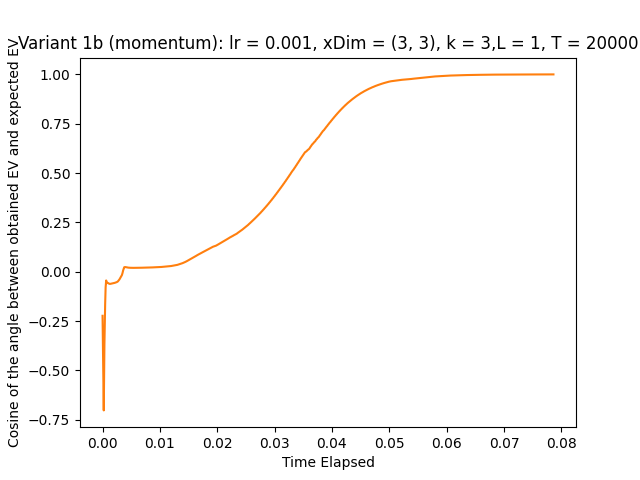 Variant 1b (momentum): lr = 0.001, xDim = (3, 3), k = 3,L = 1, T = 20000
Cosine of the angle between obtained EV and expected EV
1.00
0.75
0.50
0.25
0.00
−0.25
−0.50
−0.75
0.00 0.01 0.02 0.03 0.04 0.05 0.06 0.07 0.08
Time Elapsed